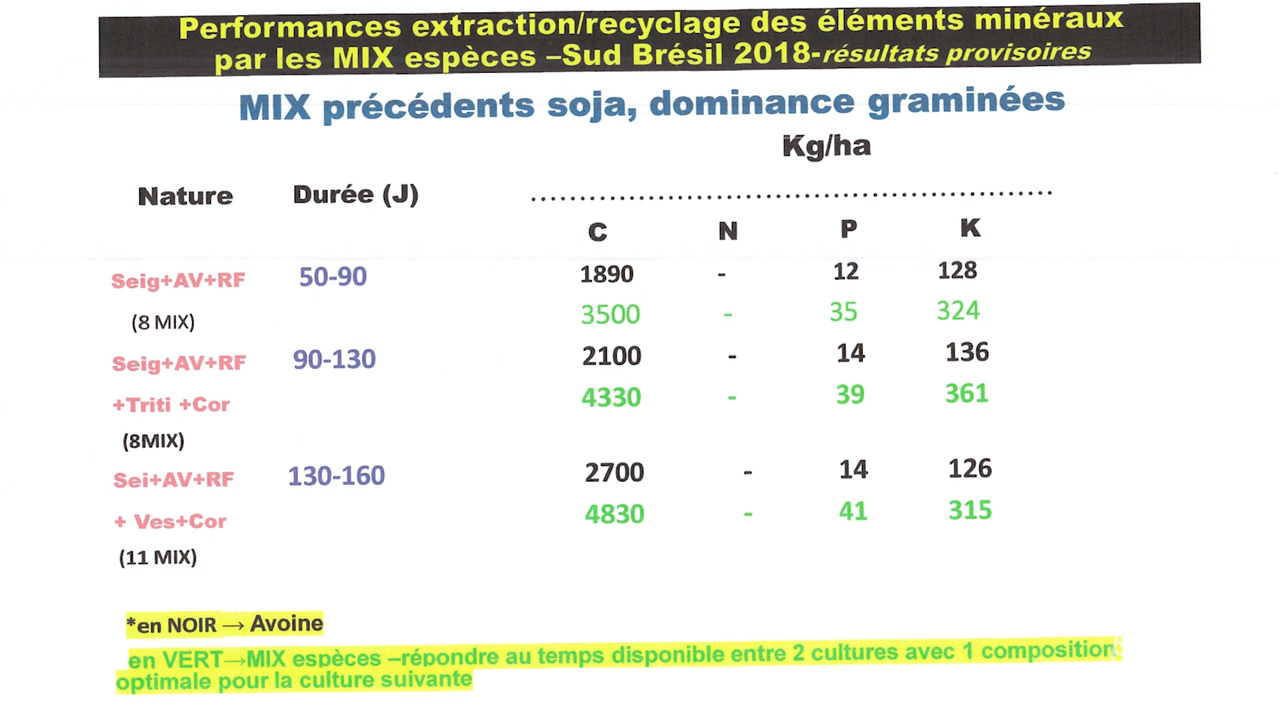 Performances extraction/recyclage des éléments minéraux
par les MIX espèces –Sud Brésil 2018-résultats provisoires
MIX précédents soja, dominance graminées
Kg/ha
Nature Durée (J) ......................................................
C N P K
Seig+AV+RF 50-90 1890 - 12 128
(8 MIX) 3500 - 35 324
Seig+AV+RF 90-130 2100 - 14 136
+Triti +Cor 4330 - 39 361
(8MIX)
Sei+AV+RF 130-160 2700 - 14 126
+ Ves+Cor 4830 - 41 315
(11 MIX)
*en NOIR → Avoine
en VERT→MIX espèces –répondre au temps disponible entre 2 cultures avec 1 composition
optimale pour la culture suivante